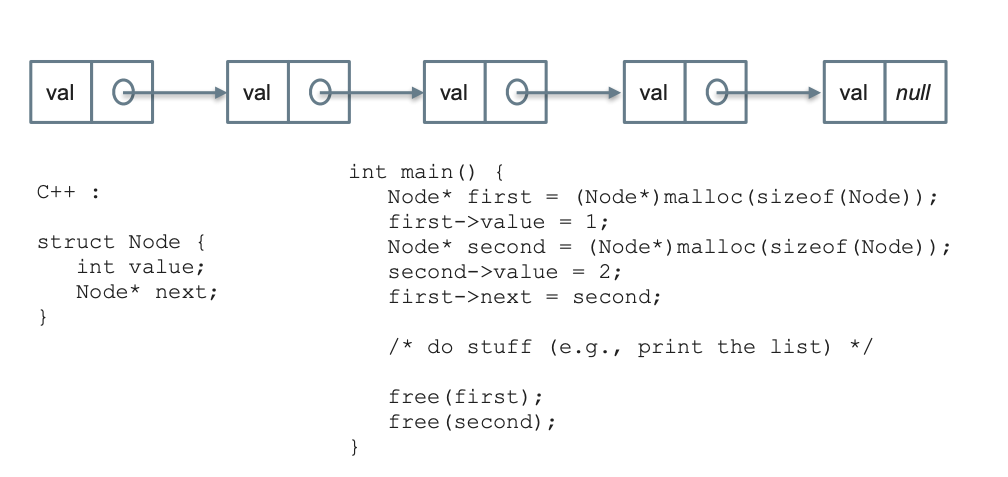 val val val val val null
C++ :
struct Node {
int value;
Node* next;
}
int main() {
Node* first = (Node*)malloc(sizeof(Node));
first->value = 1;
Node* second = (Node*)malloc(sizeof(Node));
second->value = 2;
first->next = second;
/* do stuff (e.g., print the list) */
free(first);
free(second);
}